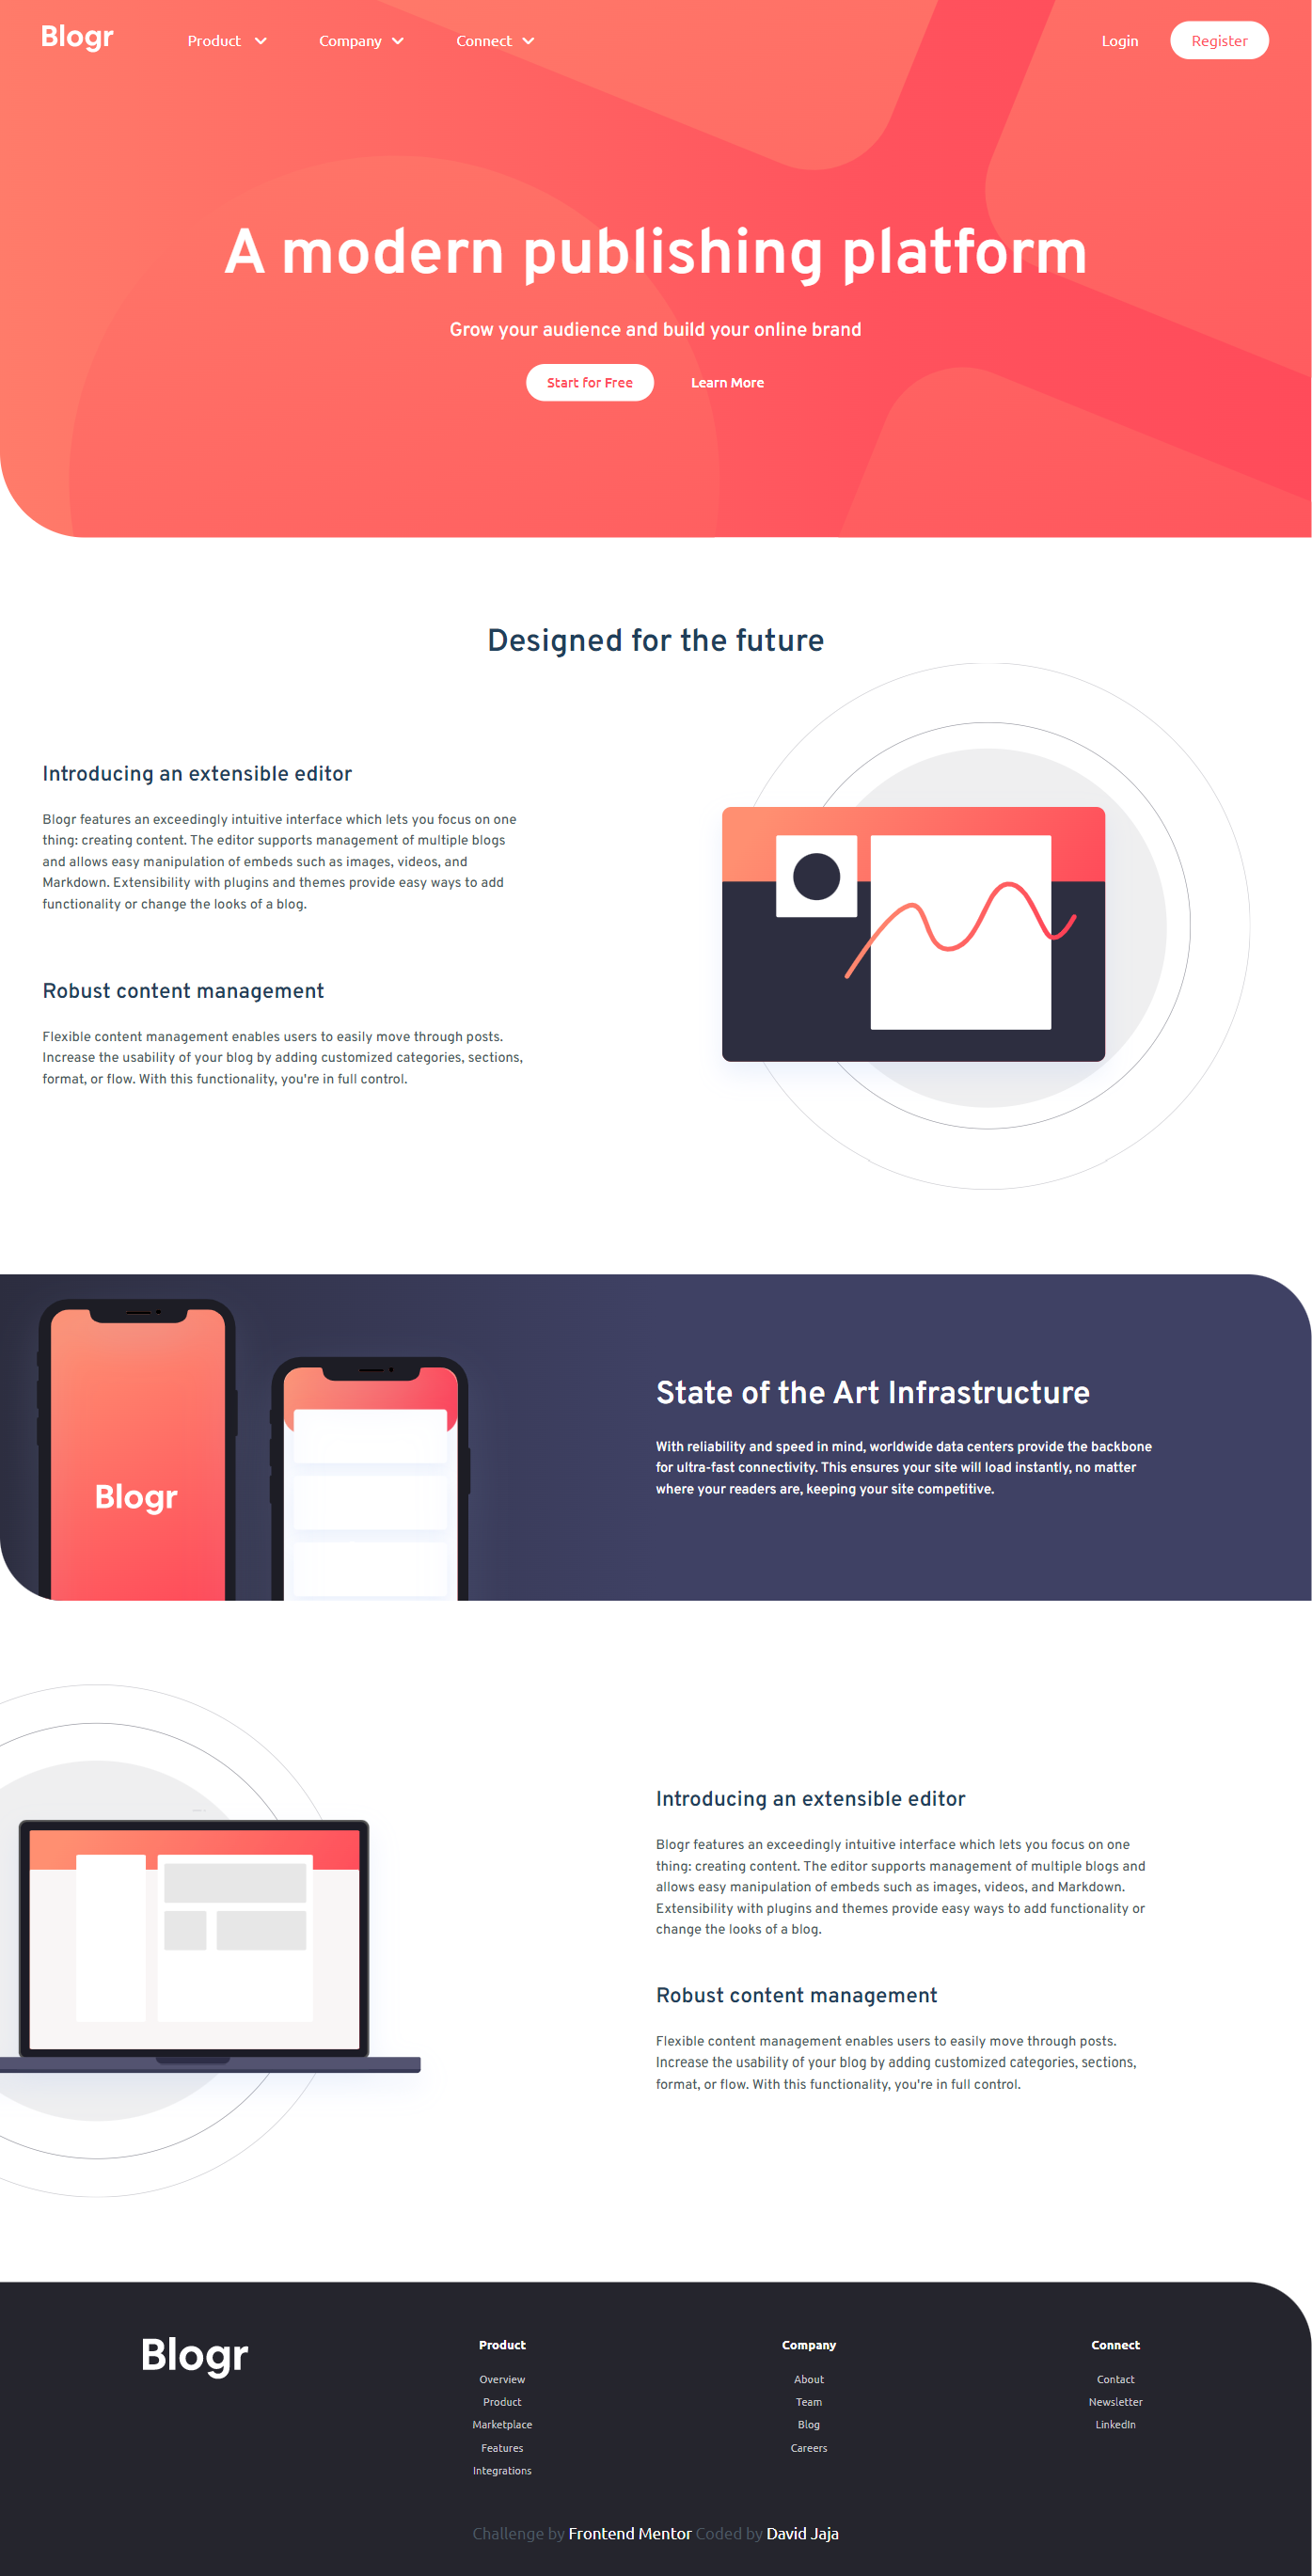 Blogr
Product
Company
Connect
Login
Register
A modern publishing platform
Grow your audience and build your online brand
Start for Free
Learn More
Designed for the future
Introducing an extensible editor
Blogr features an exceedingly intuitive interface which lets you focus on one
thing: creating content. The editor supports management of multiple blogs
and allows easy manipulation of embeds such as images, videos, and
Markdown. Extensibility with plugins and themes provide easy ways to add
functionality or change the looks of a blog.
Robust content management
Flexible content management enables users to easily move through posts.
Increase the usability of your blog by adding customized categories, sections,
format, or flow. With this functionality, you're in full control.
Blogr
State of the Art Infrastructure
With reliability and speed in mind, worldwide data centers provide the backbone
for ultra-fast connectivity. This ensures your site will load instantly, no matter
where your readers are, keeping your site competitive.
Introducing an extensible editor
Blogr features an exceedingly intuitive interface which lets you focus on one
thing: creating content. The editor supports management of multiple blogs and
allows easy manipulation of embeds such as images, videos, and Markdown.
Extensibility with plugins and themes provide easy ways to add functionality or
change the looks of a blog.
Robust content management
Flexible content management enables users to easily move through posts.
Increase the usability of your blog by adding customized categories, sections,
format, or flow. With this functionality, you're in full control.
Blogr
Product
Overview
Product
Marketplace
Features
Integrations
Company
About
Team
Blog
Careers
Connect
Contact
Newsletter
LinkedIn
Challenge by Frontend Mentor Coded by David Jaja